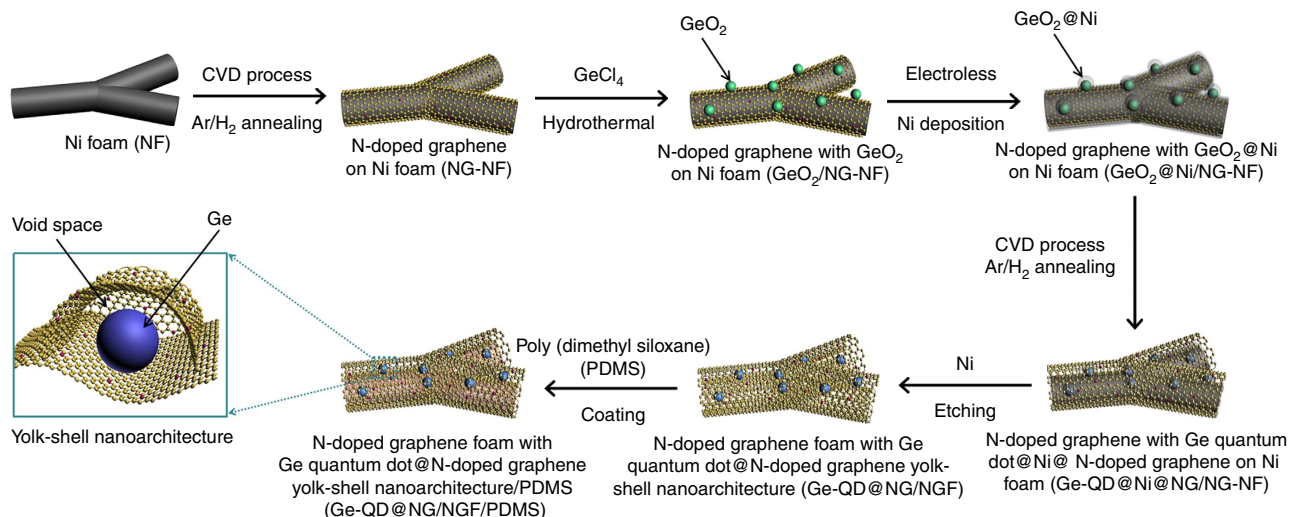 Ni foam (NF)
CVD process
Ar/H2 annealing
N-doped graphene
on Ni foam (NG-NF)
GeCl4
Hydrothermal
GeO2
N-doped graphene with GeO2
on Ni foam (GeO2/NG-NF)
Electroless
Ni deposition
GeO2@Ni
N-doped graphene with GeO2@Ni
on Ni foam (GeO2@Ni/NG-NF)
CVD process
Ar/H2 annealing
N-doped graphene with Ge quantum
dot@Ni@ N-doped graphene on Ni
foam (Ge-QD@Ni@NG/NG-NF)
Ni
Etching
N-doped graphene foam with Ge
quantum dot@N-doped graphene yolk-
shell nanoarchitecture (Ge-QD@NG/NGF)
Poly (dimethyl siloxane)
(PDMS)
Coating
N-doped graphene foam with
Ge quantum dot@N-doped graphene
yolk-shell nanoarchitecture/PDMS
(Ge-QD@NG/NGF/PDMS)
Void space
Ge
Yolk-shell nanoarchitecture